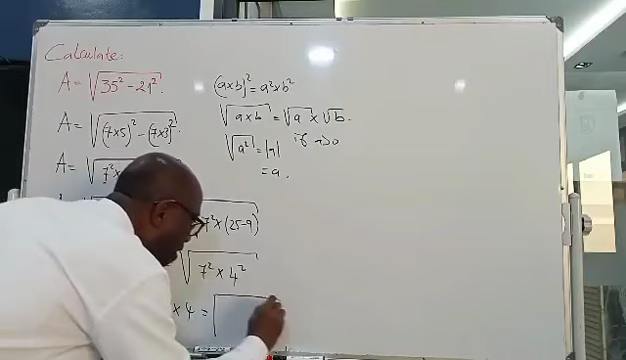 Calculate:
A = √35² - 21².
A = √(7×5)² - (7×3)².
A = √7²×
7²×(25-9)
√7² × 4²
× 4 =
(a×b)² = a²×b²
√a×b = √a × √b.
√a² = |a| if a≥0
= a.